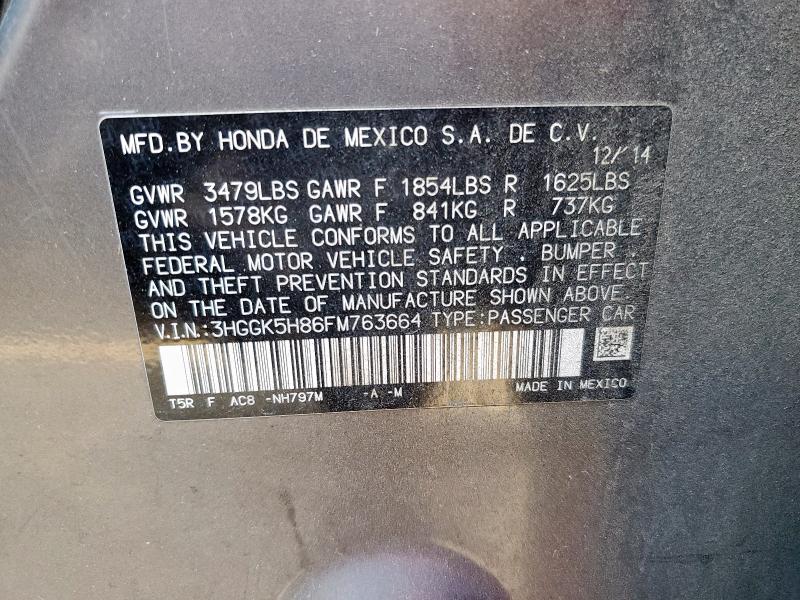 MFD.BY HONDA DE MEXICO S.A. DE C.V.
12/'14
GVWR 3479LBS GAWR F 1854LBS R 1625LBS
GVWR 1578KG GAWR F 841KG R 737KG
THIS VEHICLE CONFORMS TO ALL APPLICABLE
FEDERAL MOTOR VEHICLE SAFETY , BUMPER ,
AND THEFT PREVENTION STANDARDS IN EFFECT
ON THE DATE OF MANUFACTURE SHOWN ABOVE.
V.I.N.:3HGGK5H86FM763664 TYPE:PASSENGER CAR
T5R F AC8 -NH797M -A -M MADE IN MEXICO